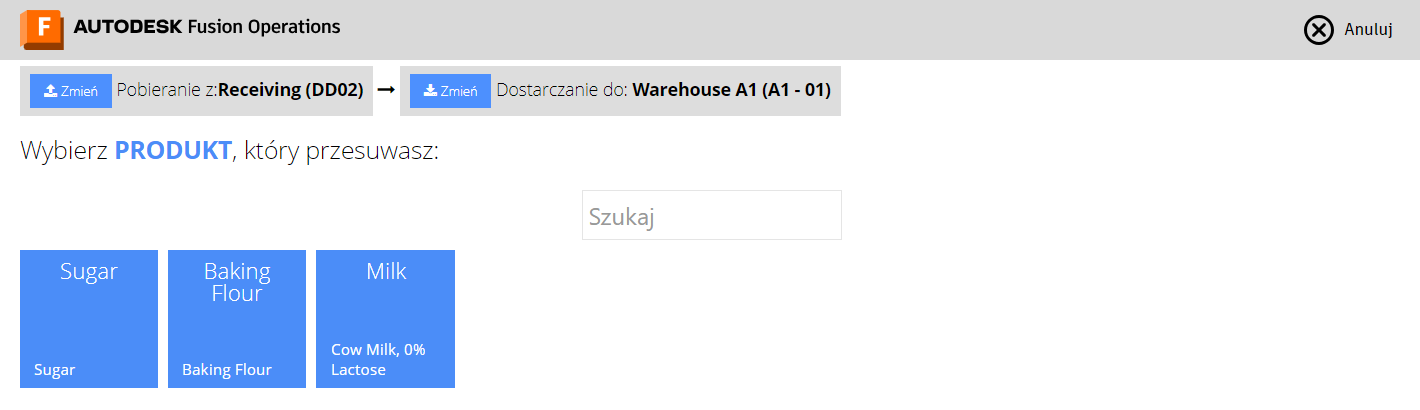 AUTODESK Fusion Operations
Anuluj
Zmień Pobieranie z:Receiving (DD02)
Zmień Dostarczanie do: Warehouse A1 (A1 - 01)
Wybierz PRODUKT, który przesuwasz:
Szukaj
Sugar
Sugar
Baking
Flour
Baking Flour
Milk
Cow Milk, 0%
Lactose